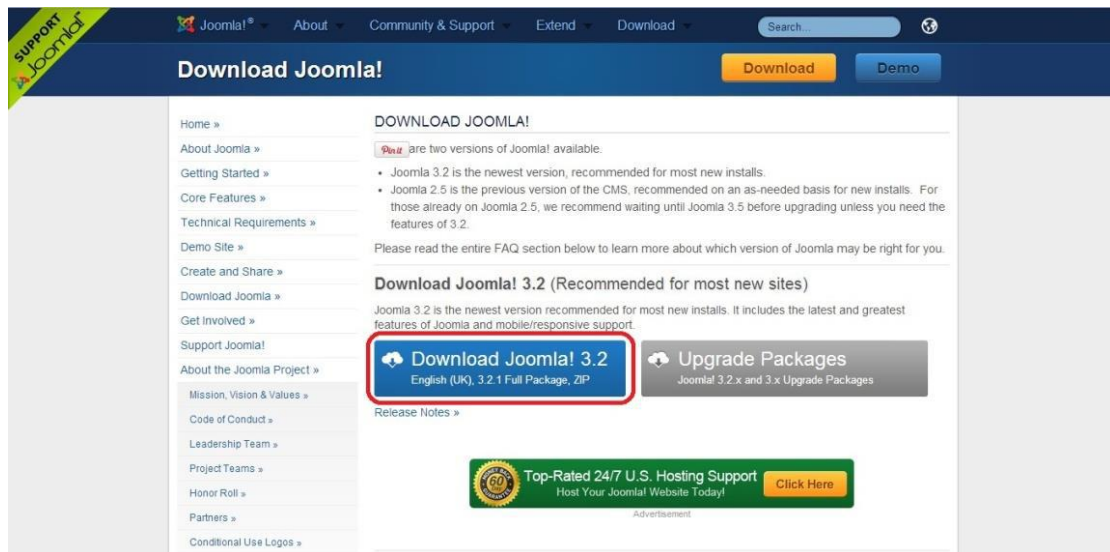 SUPPORT
Joomla!
Joomla!® About Community & Support Extend Download Search...
Download Joomla! Download Demo
Home »
About Joomla »
Getting Started »
Core Features »
Technical Requirements »
Demo Site »
Create and Share »
Download Joomla »
Get Involved »
Support Joomla!
About the Joomla Project »
Mission, Vision & Values »
Code of Conduct »
Leadership Team »
Project Teams »
Honor Roll »
Partners »
Conditional Use Logos »
DOWNLOAD JOOMLA!
Pin it are two versions of Joomla! available.
• Joomla 3.2 is the newest version, recommended for most new installs.
• Joomla 2.5 is the previous version of the CMS, recommended on an as-needed basis for new installs. For
those already on Joomla 2.5, we recommend waiting until Joomla 3.5 before upgrading unless you need the
features of 3.2.
Please read the entire FAQ section below to learn more about which version of Joomla may be right for you.
Download Joomla! 3.2 (Recommended for most new sites)
Joomla 3.2 is the newest version recommended for most new installs. It includes the latest and greatest
features of Joomla and mobile/responsive support.
Download Joomla! 3.2
English (UK), 3.2.1 Full Package, ZIP
Upgrade Packages
Joomla! 3.2.x and 3.x Upgrade Packages
Release Notes »
60
Top-Rated 24/7 U.S. Hosting Support
Host Your Joomla! Website Today!
Click Here
Advertisement